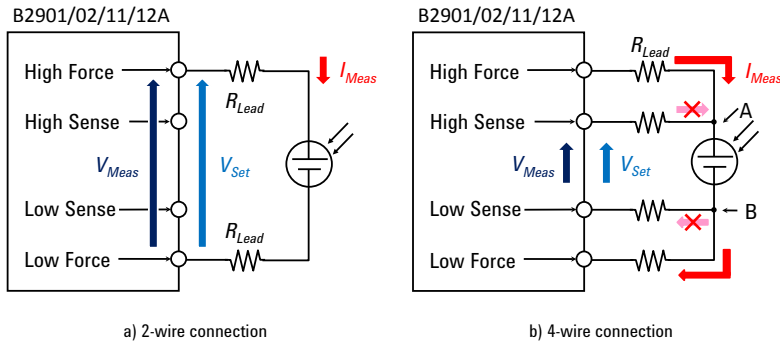 B2901/02/11/12A
High Force
High Sense
Low Sense
Low Force
V_Meas
V_Set
R_Lead
R_Lead
I_Meas
a) 2-wire connection
B2901/02/11/12A
High Force
High Sense
Low Sense
Low Force
V_Meas
V_Set
R_Lead
I_Meas
A
B
b) 4-wire connection